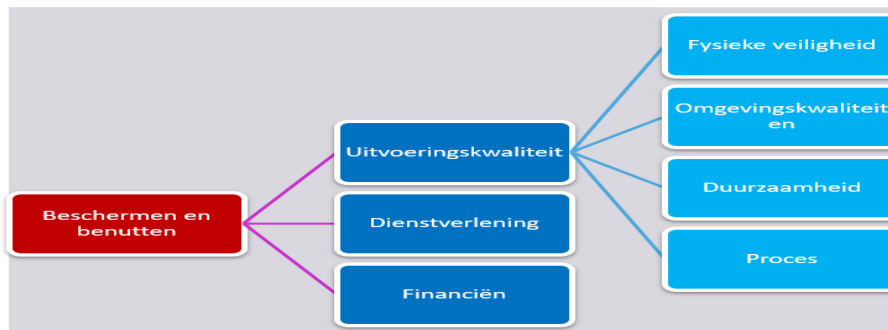 Beschermen en
benutten
Uitvoeringskwaliteit
Dienstverlening
Financiën
Fysieke veiligheid
Omgevingskwaliteit
en
Duurzaamheid
Proces